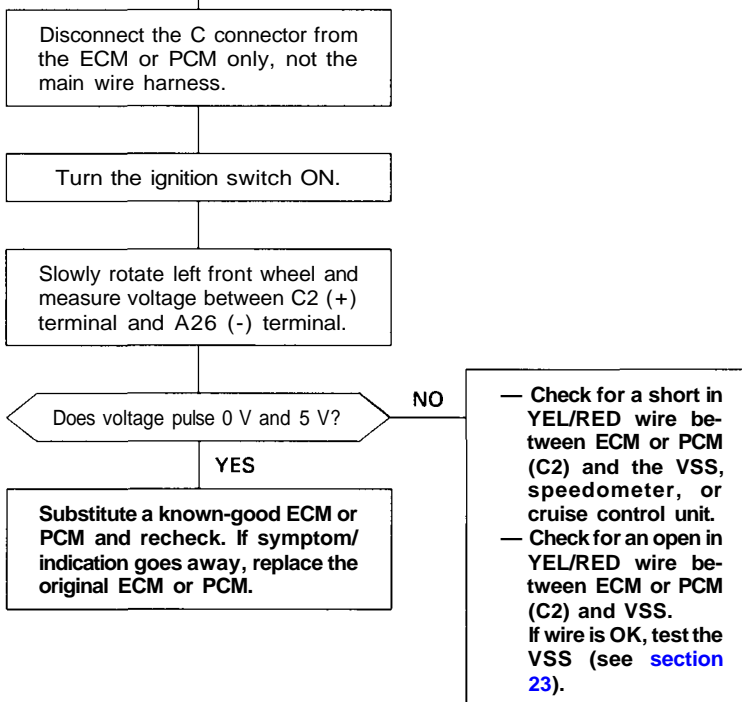 Disconnect the C connector from
the ECM or PCM only, not the
main wire harness.
Turn the ignition switch ON.
Slowly rotate left front wheel and
measure voltage between C2 (+)
terminal and A26 (-) terminal.
Does voltage pulse 0 V and 5 V?
NO
YES
Substitute a known-good ECM or
PCM and recheck. If symptom/
indication goes away, replace the
original ECM or PCM.
— Check for a short in
YEL/RED wire be-
tween ECM or PCM
(C2) and the VSS,
speedometer, or
cruise control unit.
— Check for an open in
YEL/RED wire be-
tween ECM or PCM
(C2) and VSS.
If wire is OK, test the
VSS (see section
23).